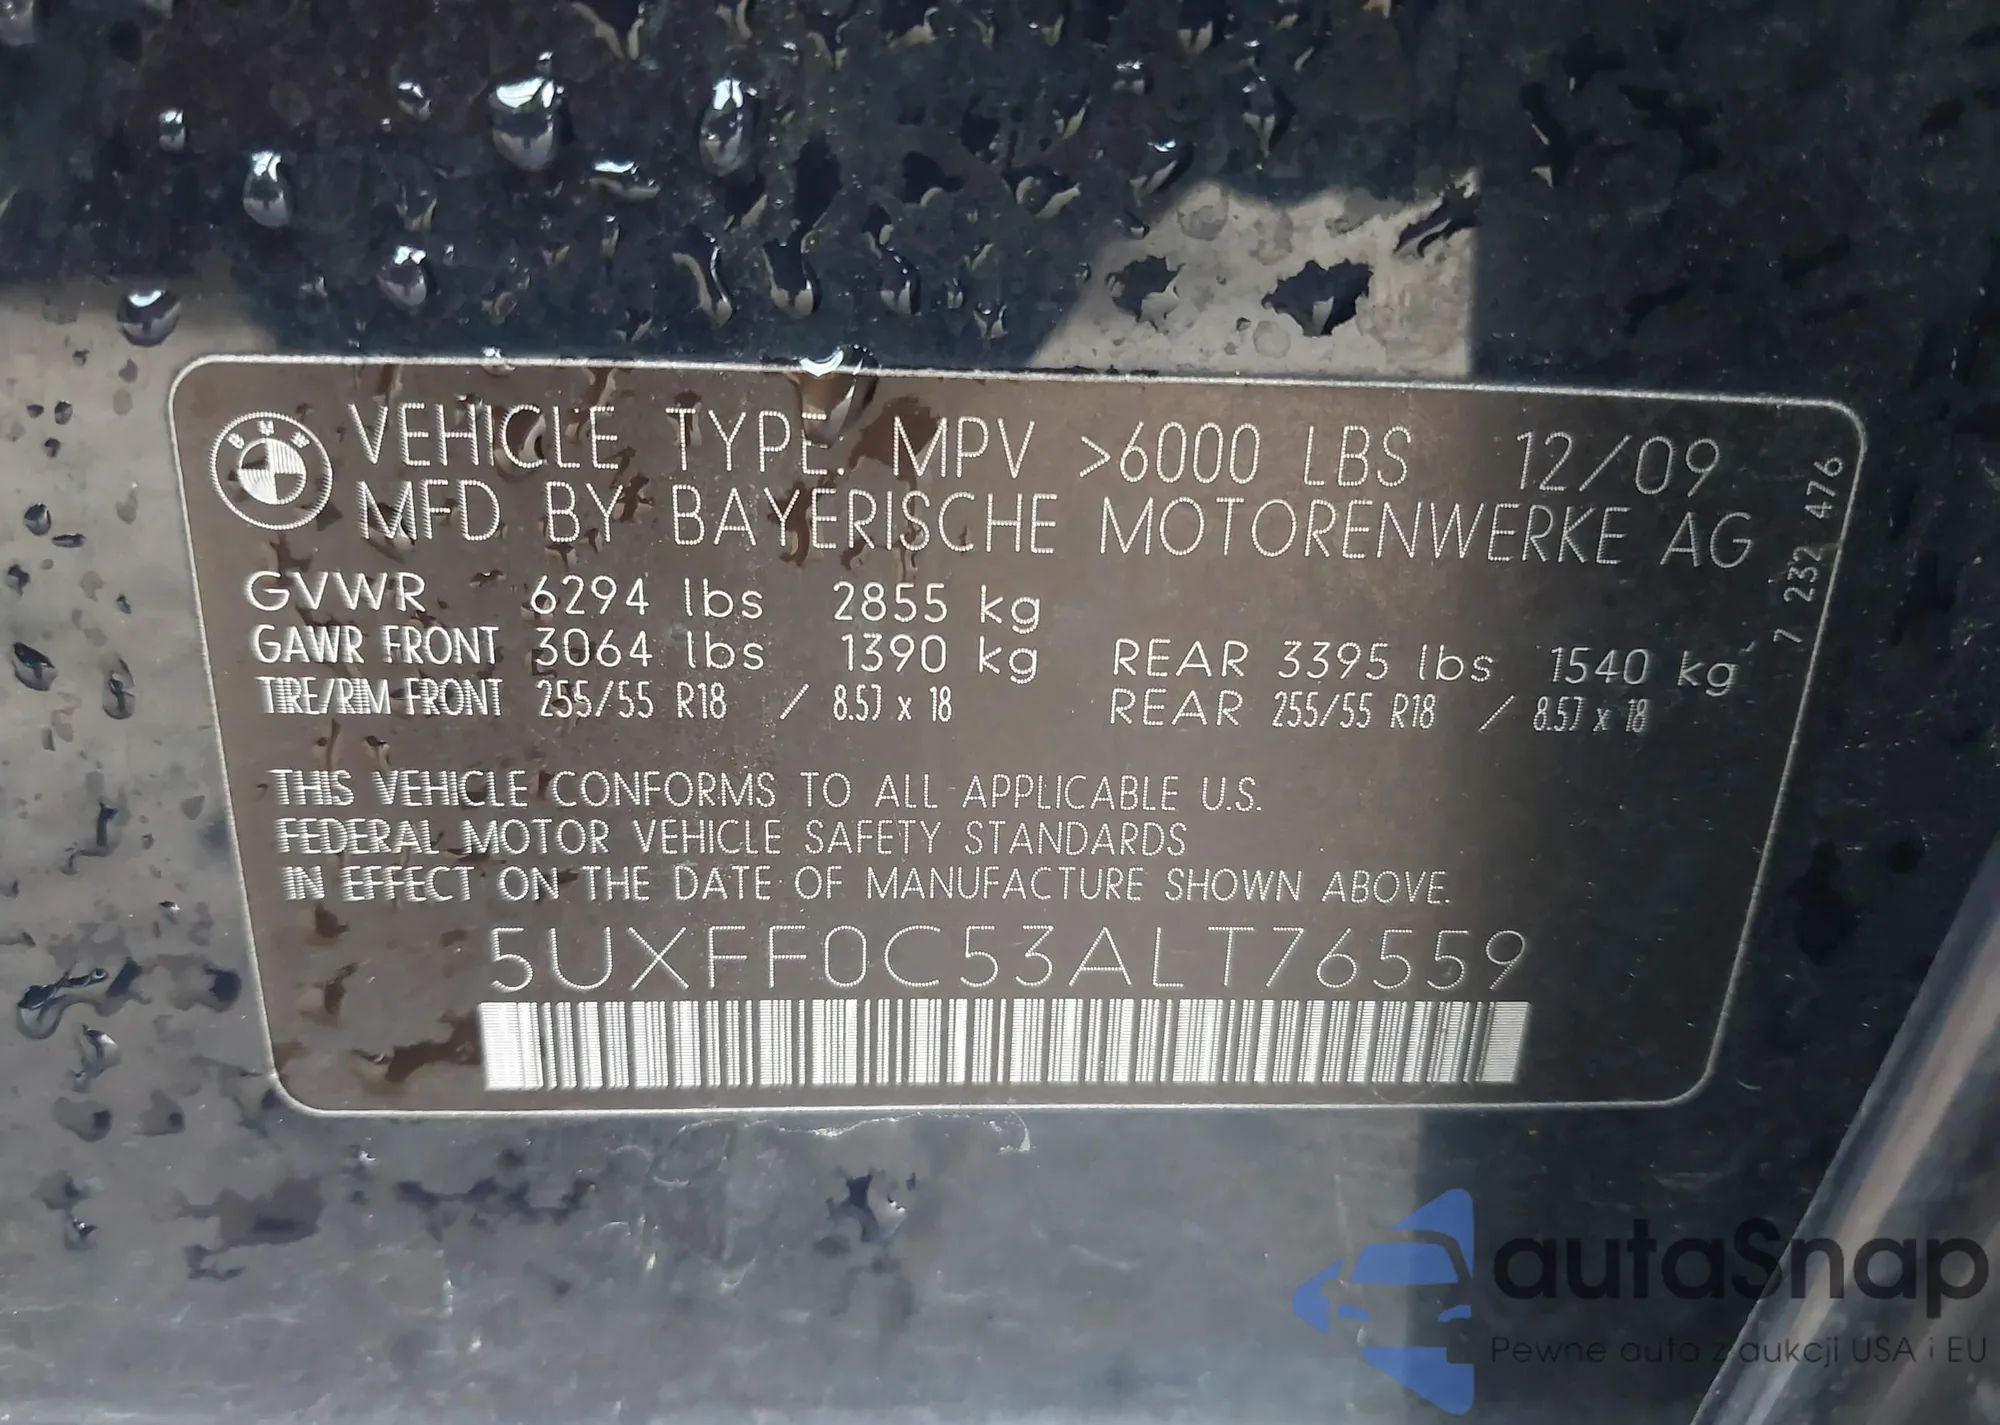 BMW
VEHICLE TYPE: MPV >6000 LBS 12/09
MFD BY BAYERISCHE MOTORENWERKE AG
GVWR 6294 lbs 2855 kg
GAWR FRONT 3064 lbs 1390 kg REAR 3395 lbs 1540 kg
TIRE/RIM FRONT 255/55 R18 / 8.5J x 18 REAR 255/55 R18 / 8.5J x 18
7 232 476
THIS VEHICLE CONFORMS TO ALL APPLICABLE U.S.
FEDERAL MOTOR VEHICLE SAFETY STANDARDS
IN EFFECT ON THE DATE OF MANUFACTURE SHOWN ABOVE.
5UXFF0C53ALT76559
autaSnap
Pewne auta z aukcji USA i EU